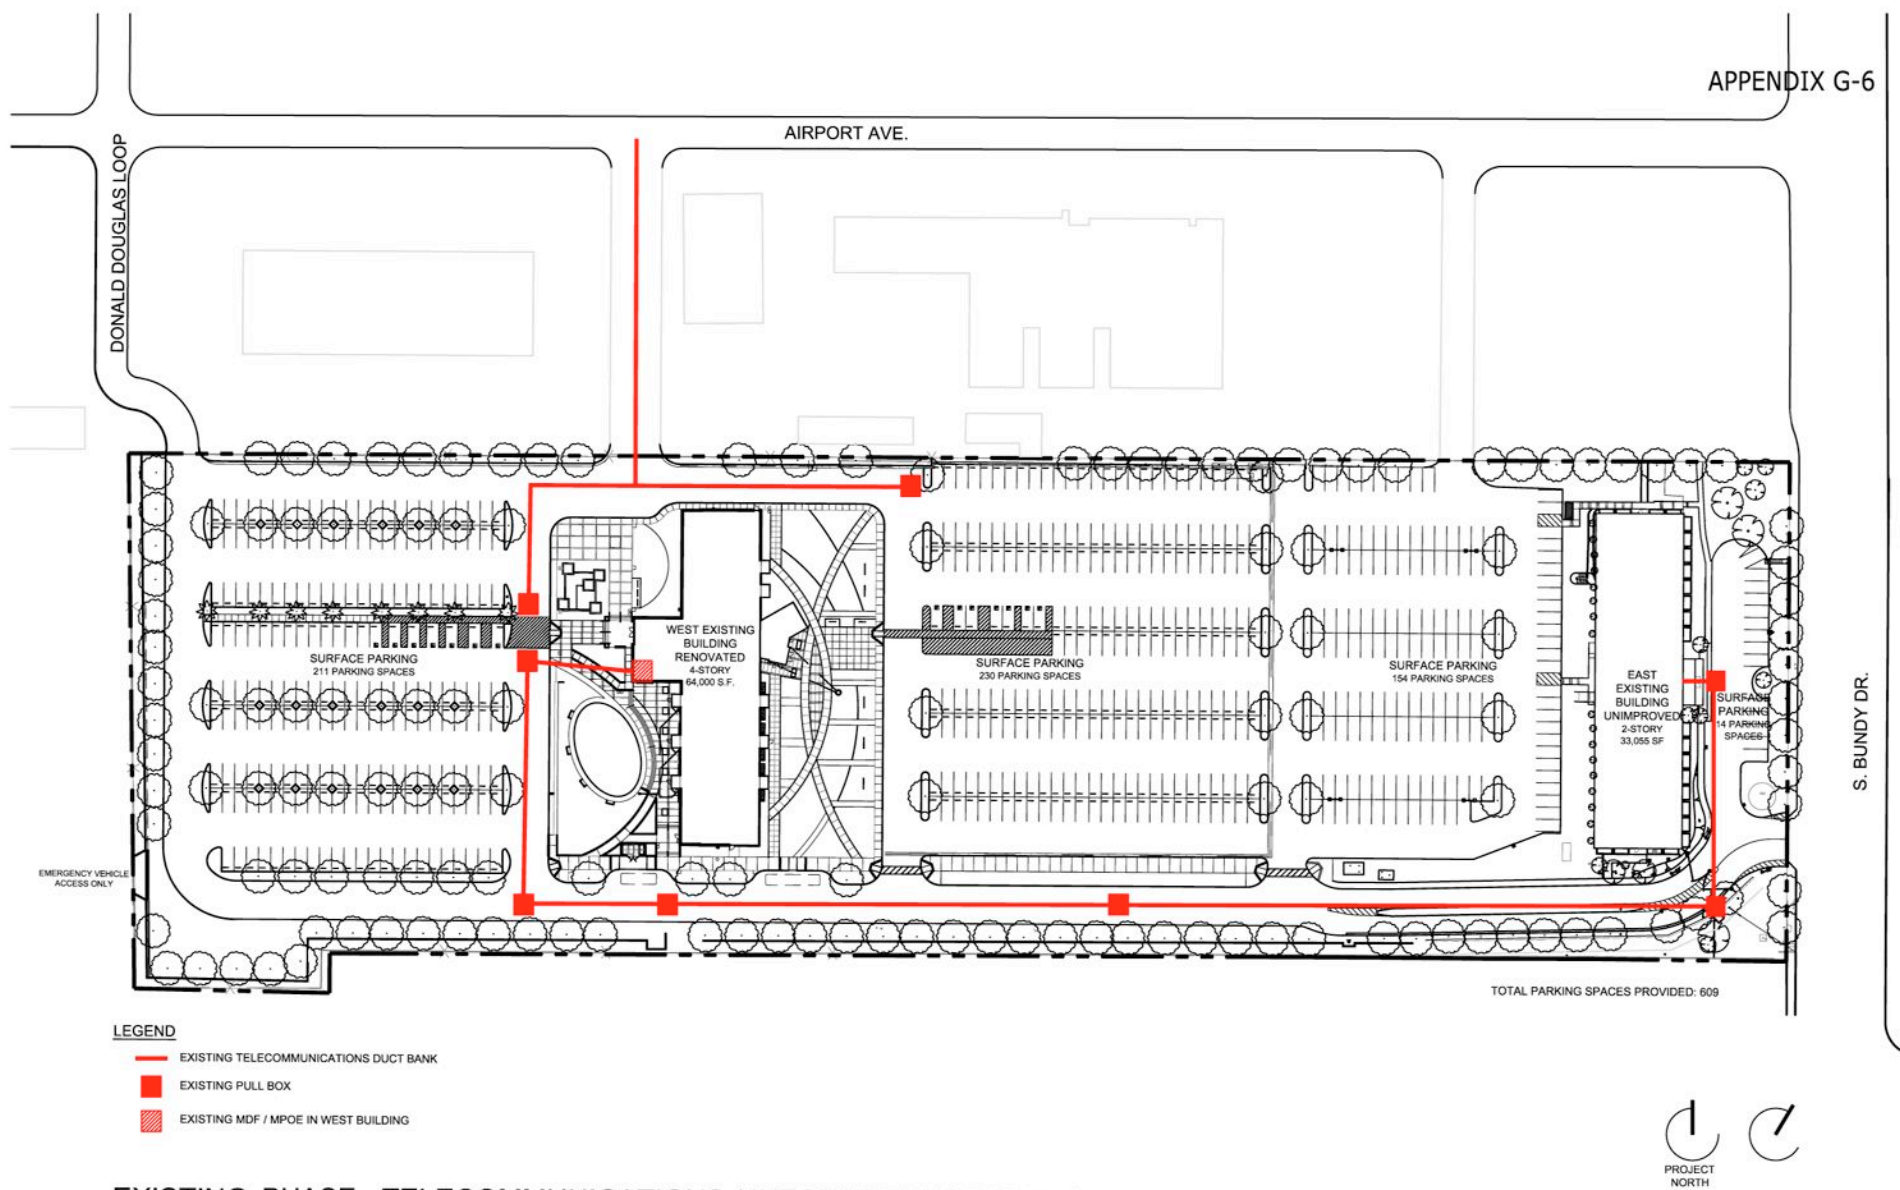 APPENDIX G-6
AIRPORT AVE.
DONALD DOUGLAS LOOP
WEST EXISTING
BUILDING
RENOVATED
4-STORY
64,000 S.F.
SURFACE PARKING
211 PARKING SPACES
SURFACE PARKING
230 PARKING SPACES
SURFACE PARKING
154 PARKING SPACES
EAST
EXISTING
BUILDING
UNIMPROVED
2-STORY
33,055 SF
SURFACE
PARKING
14 PARKING
SPACES
S. BUNDY DR.
EMERGENCY VEHICLE
ACCESS ONLY
TOTAL PARKING SPACES PROVIDED: 609
LEGEND
EXISTING TELECOMMUNICATIONS DUCT BANK
EXISTING PULL BOX
EXISTING MDF / MPOE IN WEST BUILDING
PROJECT
NORTH
EXISTING PHASE - TELECOMMUNICATIONS